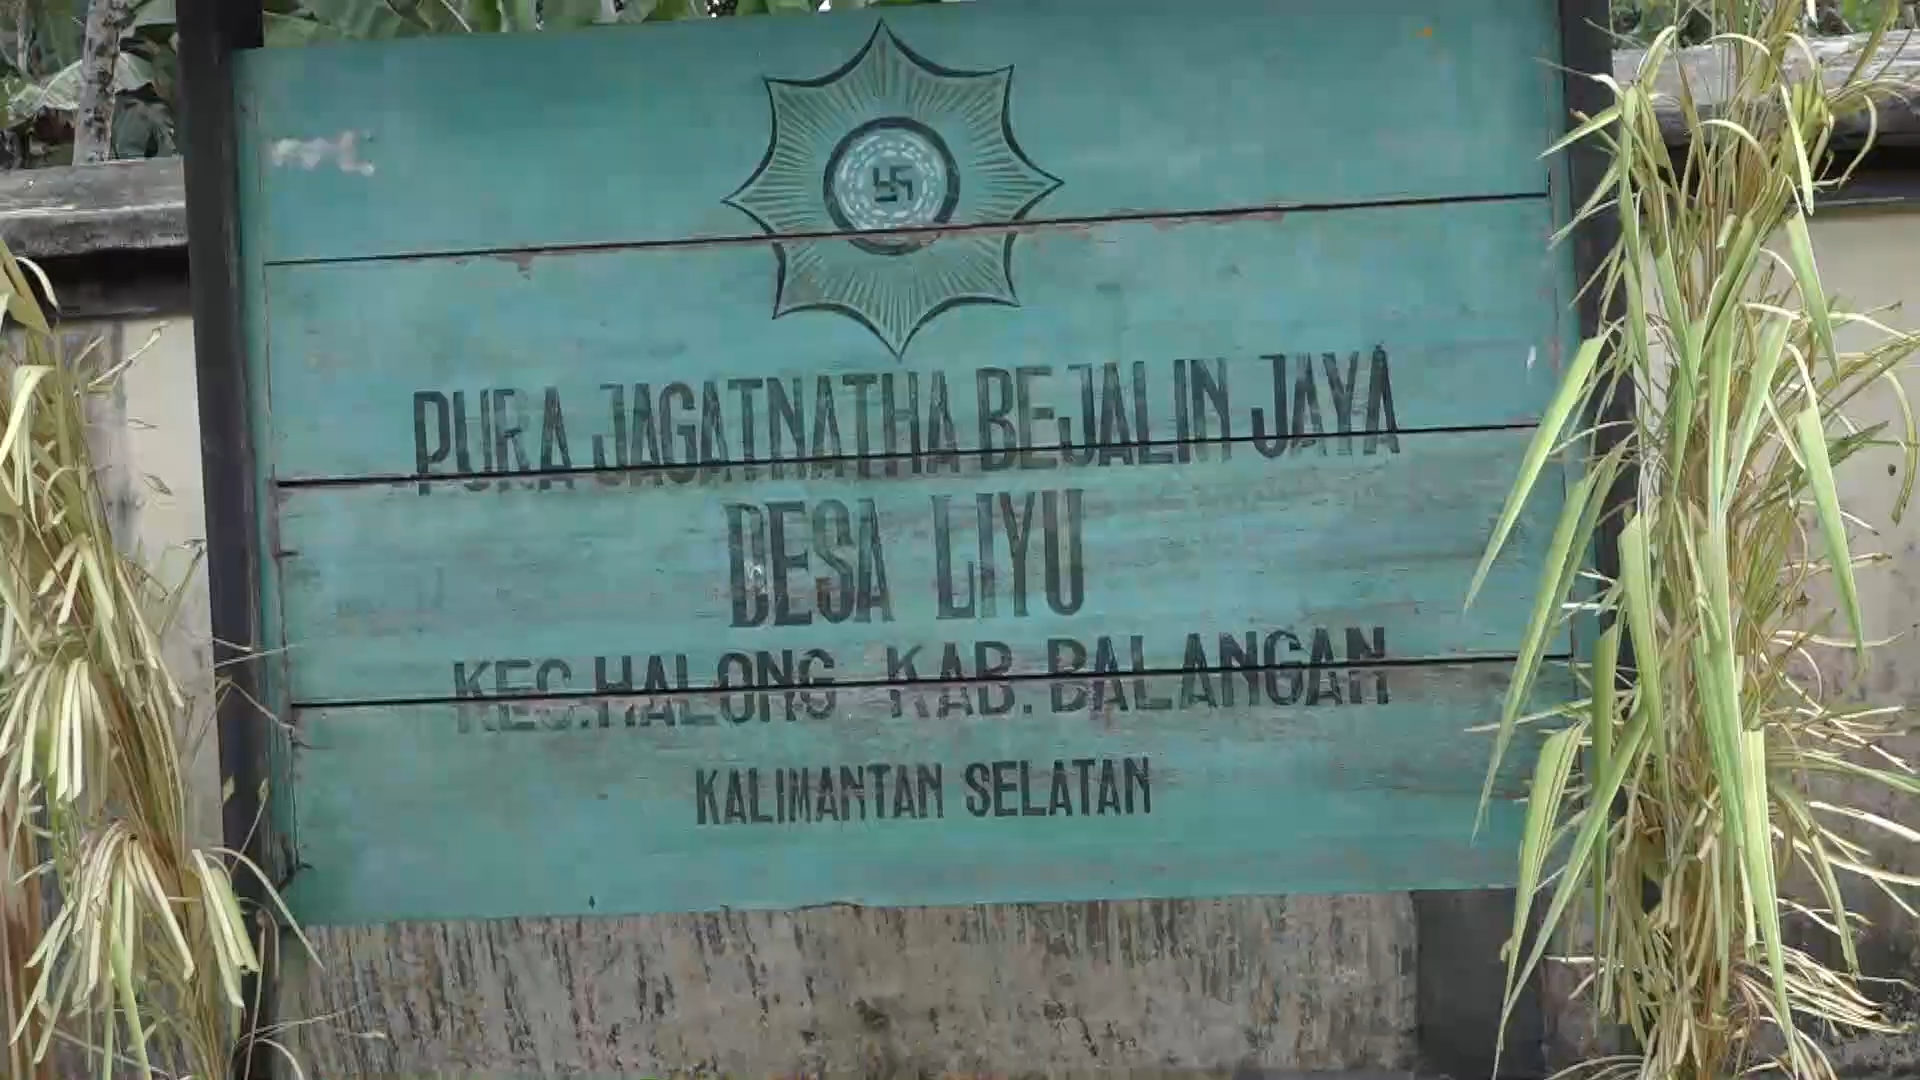 PURA JAGATNATHA BEJALIN JAYA
DESA LIYU
KEC.HALONG KAB.BALANGAN
KALIMANTAN SELATAN